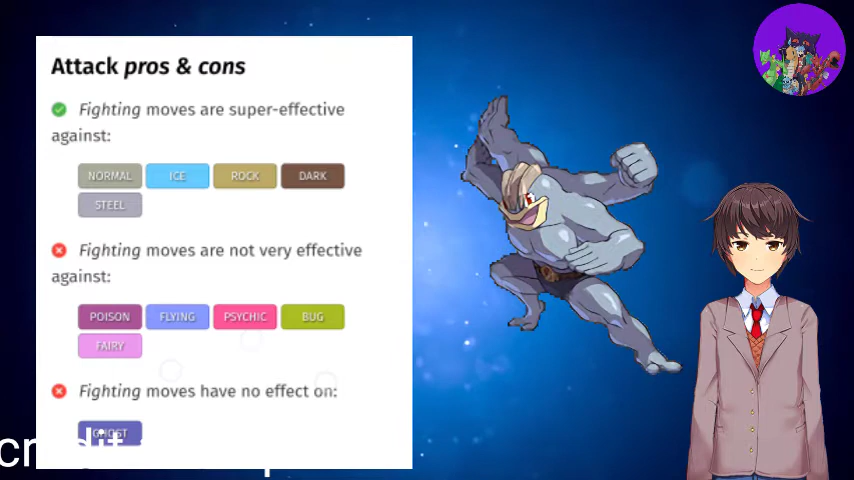 Attack pros & cons
Fighting moves are super-effective
against:
NORMAL ICE ROCK DARK
STEEL
Fighting moves are not very effective
against:
POISON FLYING PSYCHIC BUG
FAIRY
Fighting moves have no effect on:
GHOST
credit